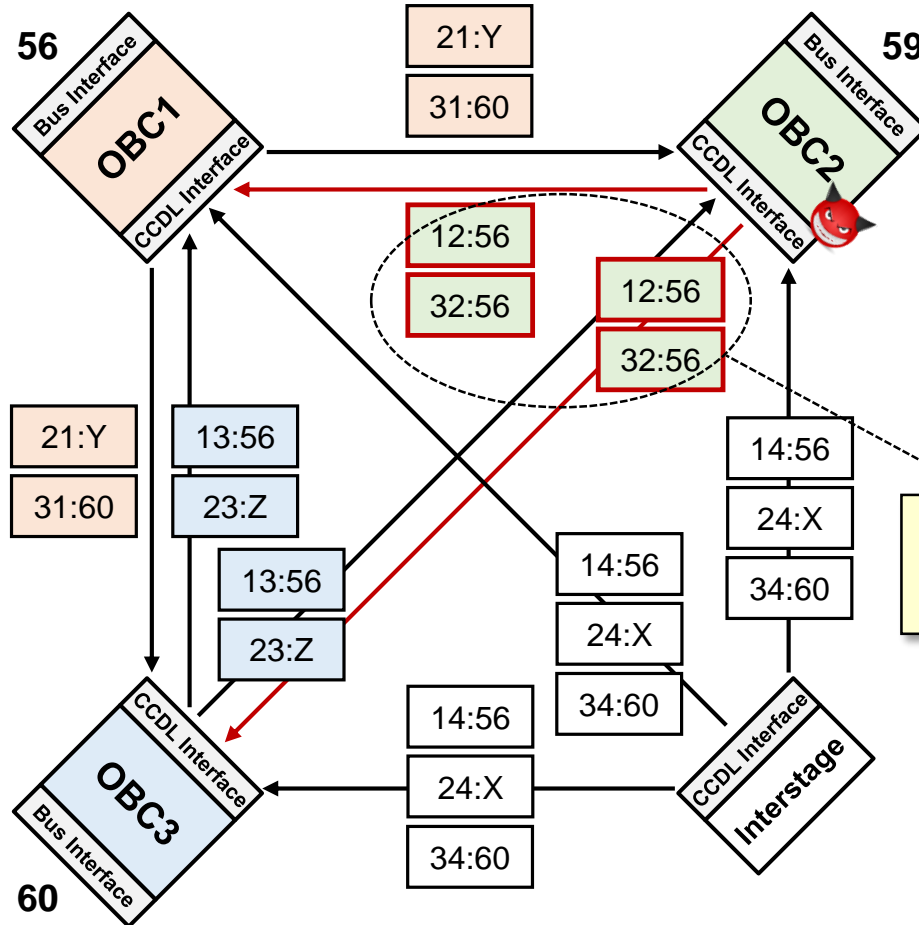 56
Bus Interface
OBC1
CCDL Interface
21:Y
31:60
59
Bus Interface
OBC2
CCDL Interface
12:56
32:56
12:56
32:56
21:Y
31:60
13:56
23:Z
13:56
23:Z
14:56
24:X
34:60
14:56
24:X
34:60
14:56
24:X
34:60
CCDL Interface
OBC3
Bus Interface
60
CCDL Interface
Interstage